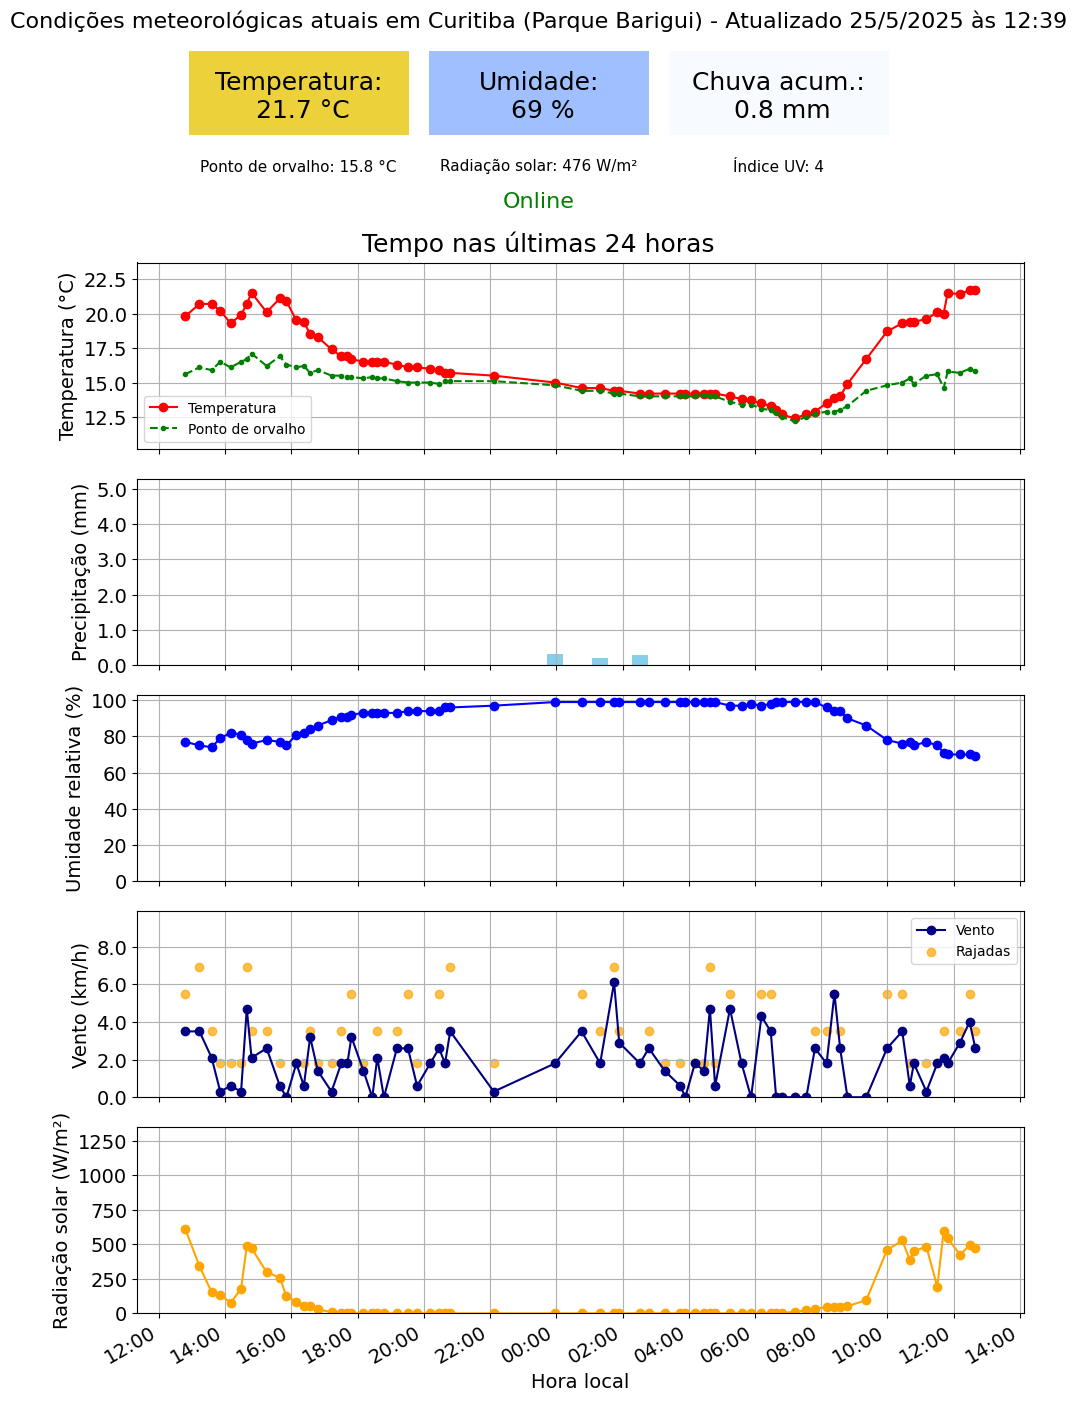 Condições meteorológicas atuais em Curitiba (Parque Barigui) - Atualizado 25/5/2025 às 12:39
Temperatura:
21.7 °C
Umidade:
69 %
Chuva acum.:
0.8 mm
Ponto de orvalho: 15.8 °C
Radiação solar: 476 W/m²
Índice UV: 4
Online
Tempo nas últimas 24 horas
Temperatura (°C)
22.5
20.0
17.5
15.0
12.5
Temperatura
Ponto de orvalho
Precipitação (mm)
5.0
4.0
3.0
2.0
1.0
0.0
Umidade relativa (%)
100
80
60
40
20
0
Vento (km/h)
8.0
6.0
4.0
2.0
0.0
Vento
Rajadas
Radiação solar (W/m²)
1250
1000
750
500
250
0
12:00
14:00
16:00
18:00
20:00
22:00
00:00
02:00
04:00
06:00
08:00
10:00
12:00
14:00
Hora local